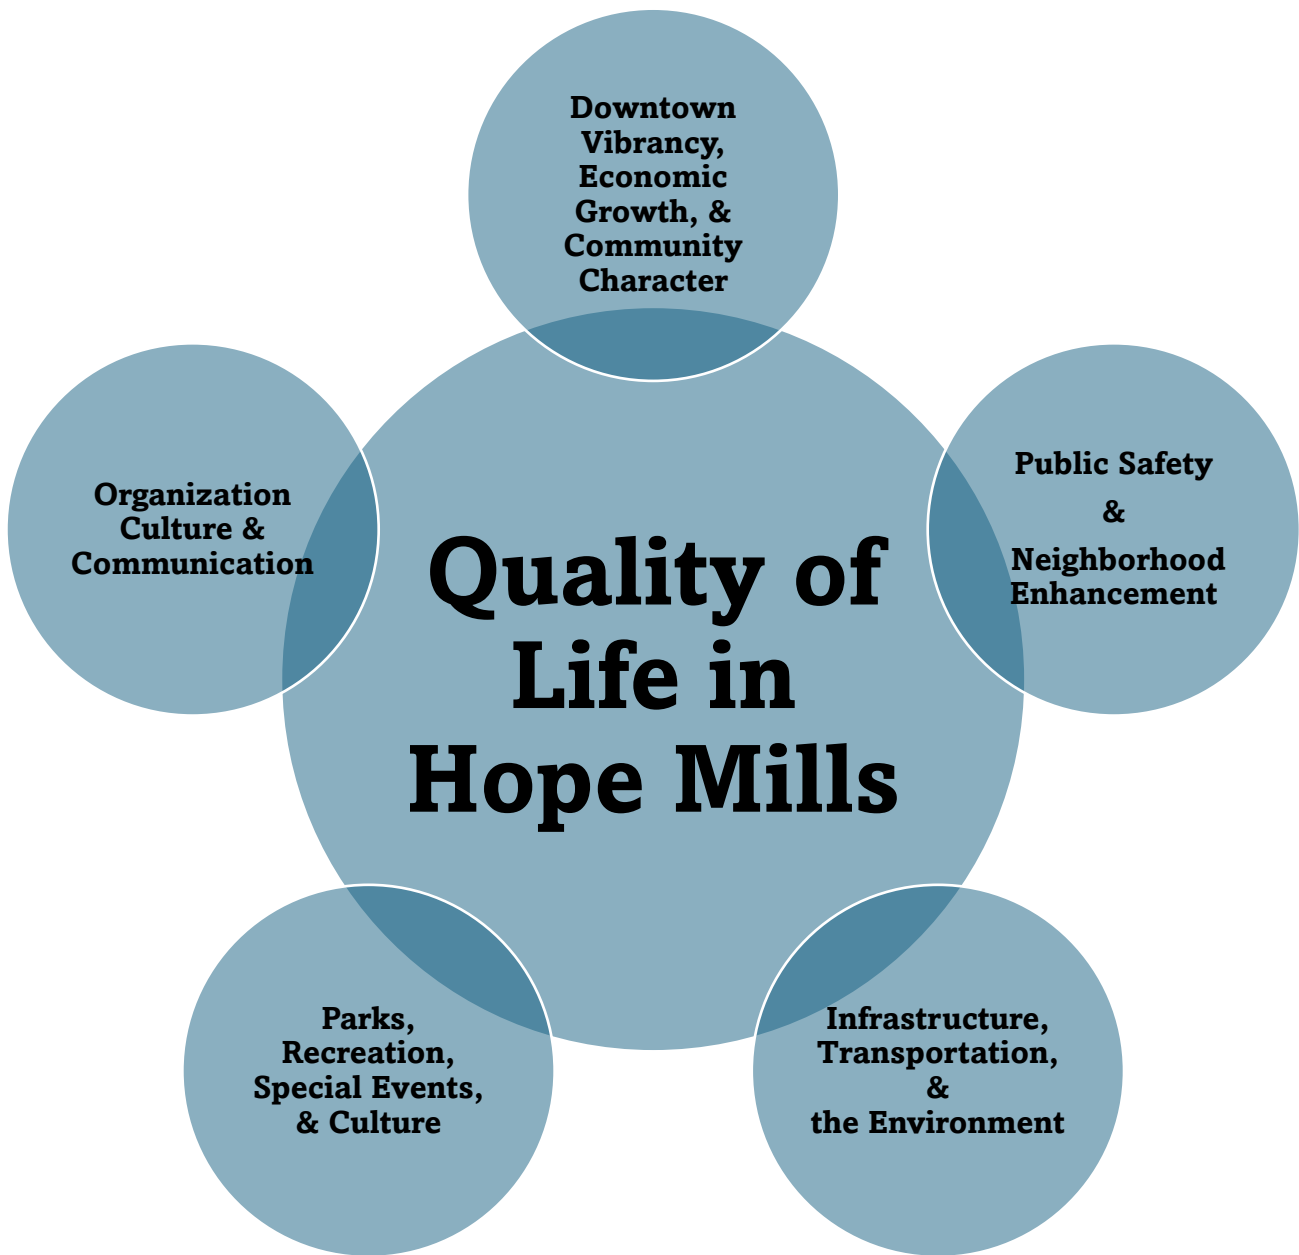 Downtown
Vibrancy,
Economic
Growth, &
Community
Character
Public Safety
&
Neighborhood
Enhancement
Organization
Culture &
Communication
Quality of
Life in
Hope Mills
Parks,
Recreation,
Special Events,
& Culture
Infrastructure,
Transportation,
&
the Environment